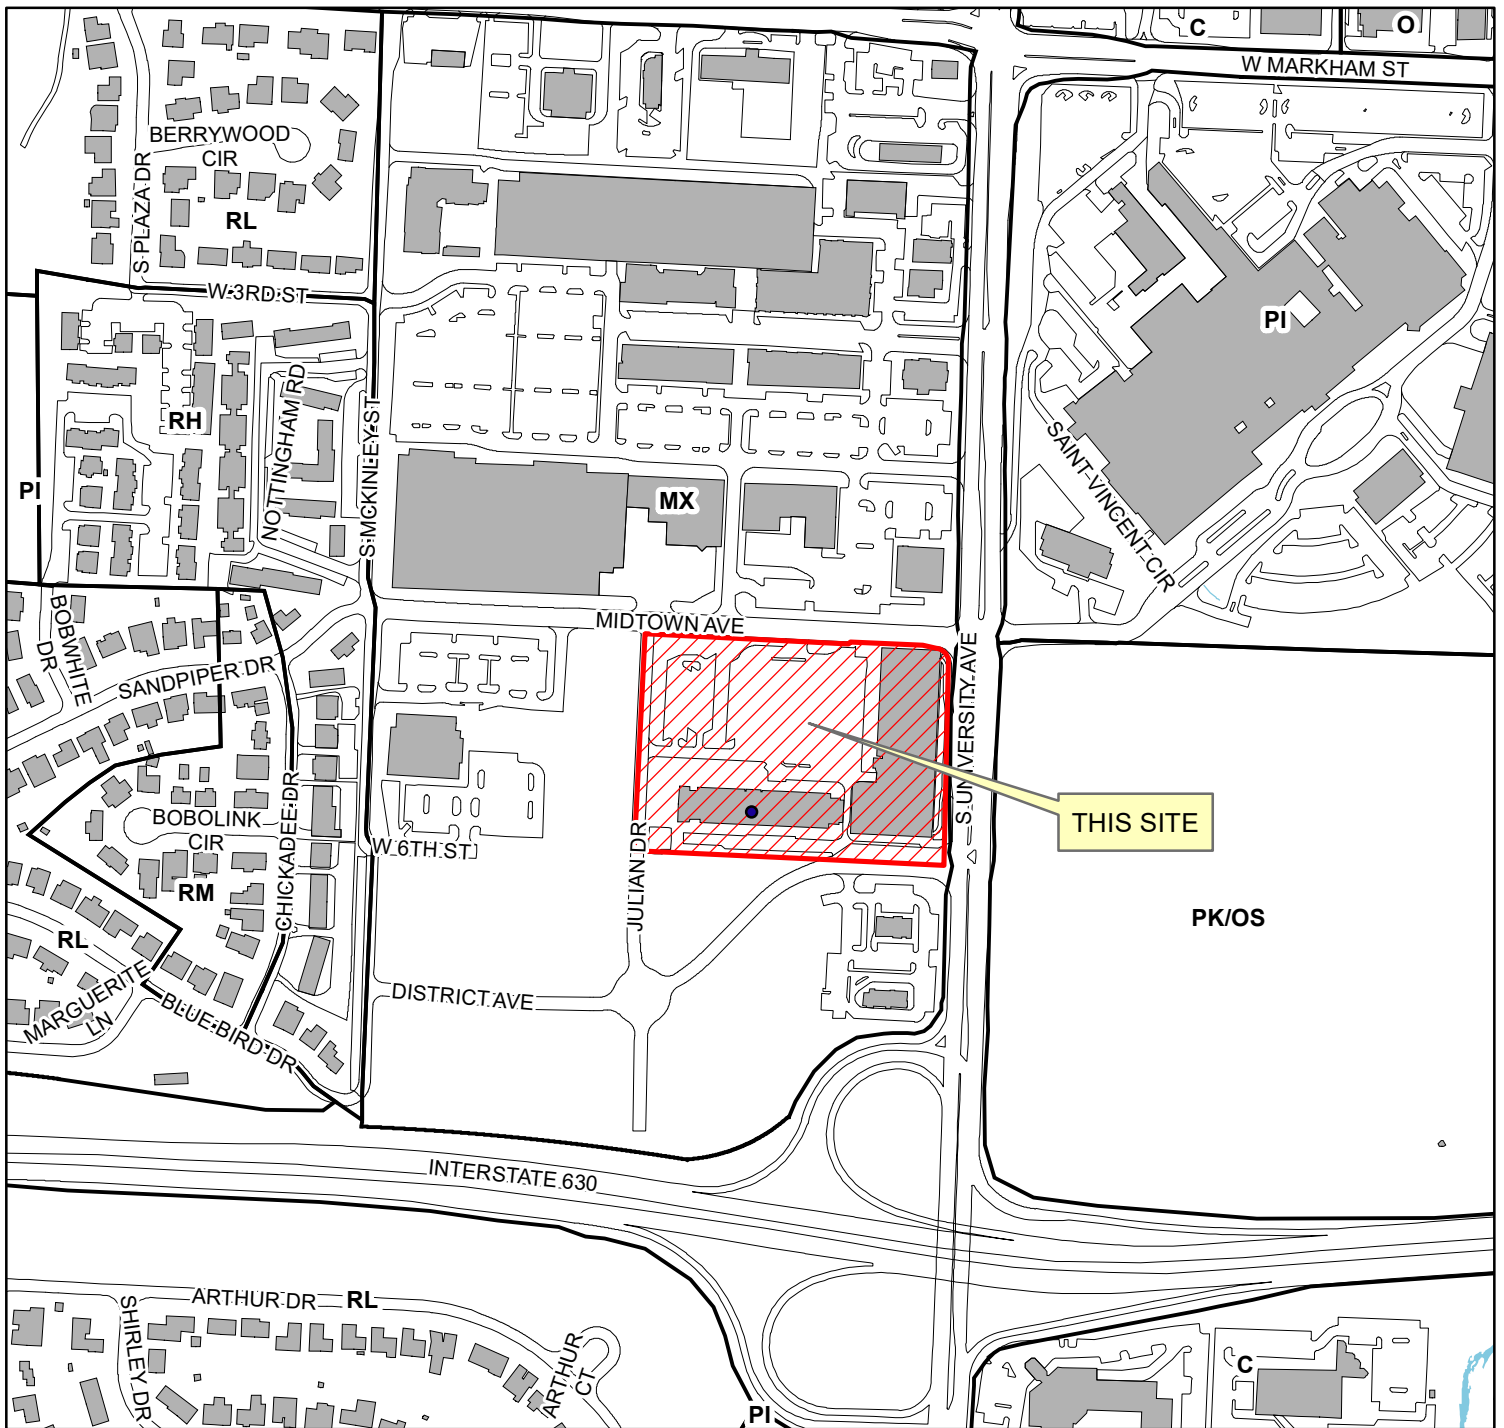 C
O
W MARKHAM ST
BERRYWOOD
CIR
S PLAZA DR
RL
W 3RD ST
PI
NOTTINGHAM RD
RH
S MCKINLEY ST
SAINT VINCENT CIR
PI
MX
BOBWHITE
DR
MIDTOWN AVE
SANDPIPER DR
S UNIVERSITY AVE
CHICKADEE DR
BOBOLINK
CIR
W 6TH ST
THIS SITE
JULIAN DR
RM
PK/OS
RL
MARGUERITE
LN
BLUE BIRD DR
DISTRICT AVE
INTERSTATE 630
ARTHUR DR
RL
SHIRLEY DR
ARTHUR
CT
C
PI